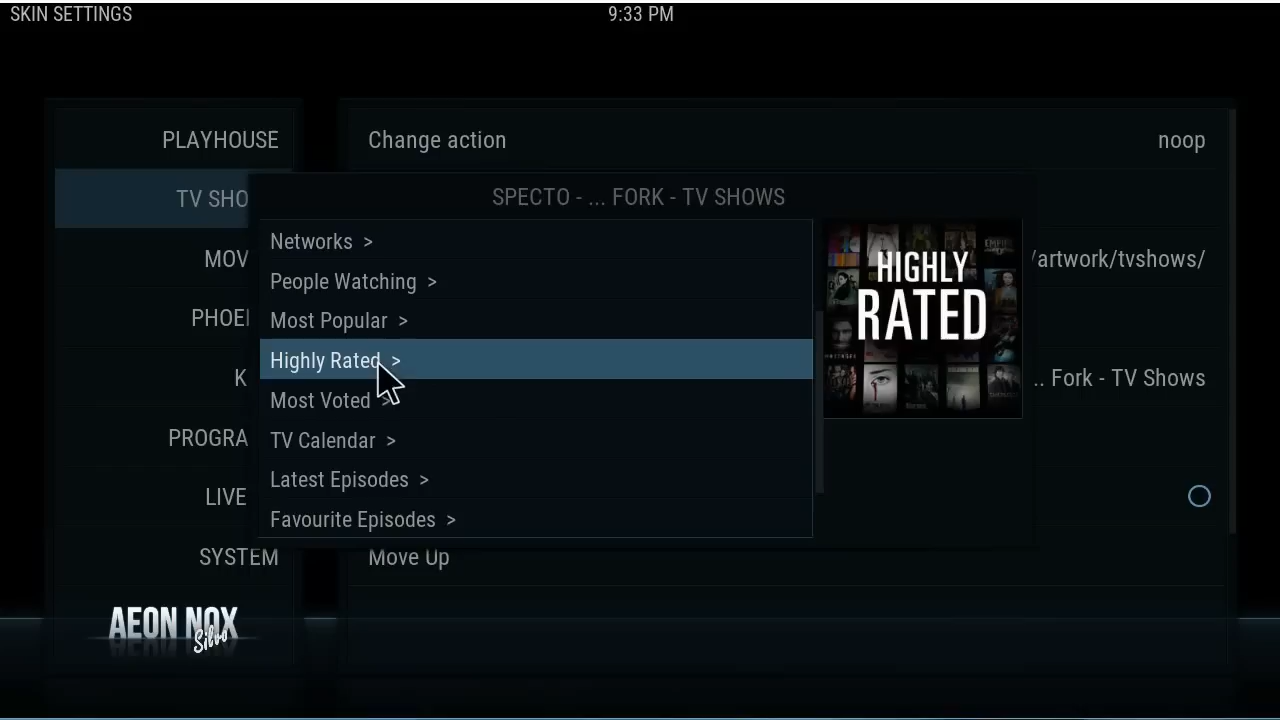 SKIN SETTINGS
9:33 PM
PLAYHOUSE
Change action
noop
TV SHO
SPECTO - ... FORK - TV SHOWS
Networks >
HIGHLY
RATED
MOV
/artwork/tvshows/
People Watching >
PHOE
Most Popular >
Highly Rated >
K
.. Fork - TV Shows
Most Voted >
PROGRA
TV Calendar >
LIVE
Latest Episodes >
Favourite Episodes >
SYSTEM
Move Up
AEON NOX
Silvo